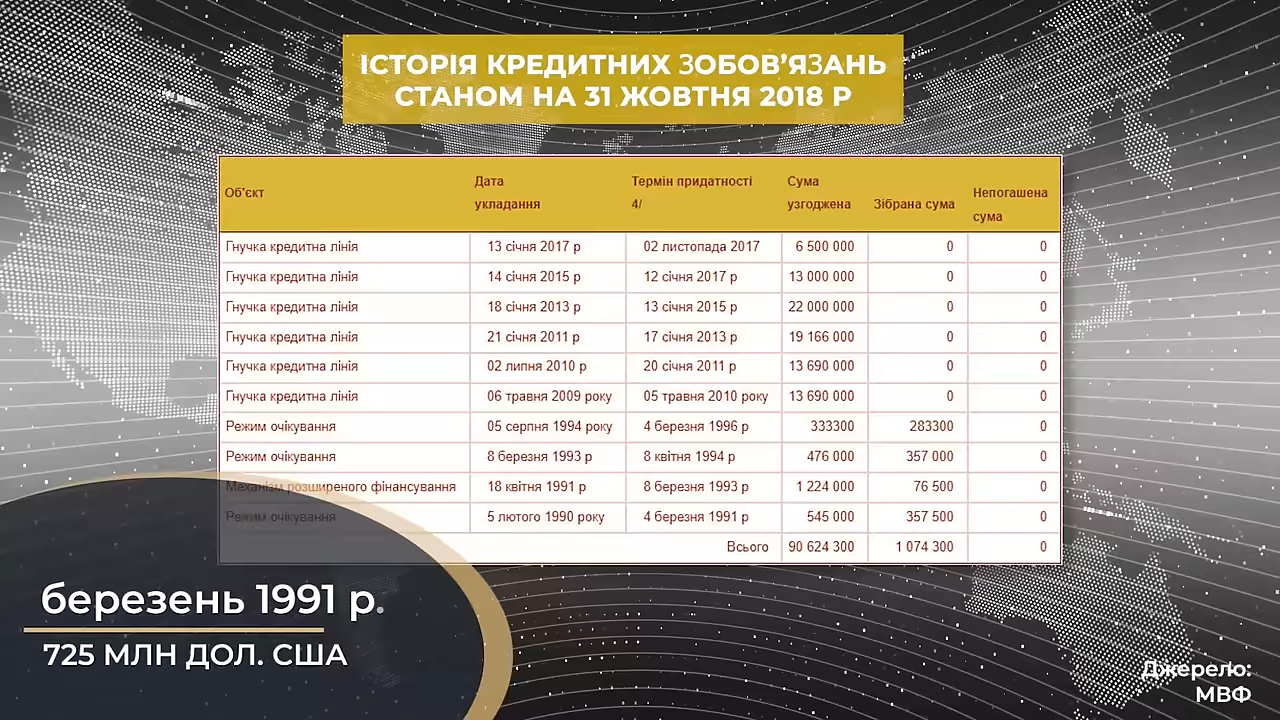 ІСТОРІЯ КРЕДИТНИХ ЗОБОВ’ЯЗАНЬ
СТАНОМ НА 31 ЖОВТНЯ 2018 Р
Об'єкт Дата укладання Термін придатності 4/ Сума узгоджена Зібрана сума Непогашена сума
Гнучка кредитна лінія 13 січня 2017 р 02 листопада 2017 6 500 000 0 0
Гнучка кредитна лінія 14 січня 2015 р 12 січня 2017 р 13 000 000 0 0
Гнучка кредитна лінія 18 січня 2013 р 13 січня 2015 р 22 000 000 0 0
Гнучка кредитна лінія 21 січня 2011 р 17 січня 2013 р 19 166 000 0 0
Гнучка кредитна лінія 02 липня 2010 р 20 січня 2011 р 13 690 000 0 0
Гнучка кредитна лінія 06 травня 2009 року 05 травня 2010 року 13 690 000 0 0
Режим очікування 05 серпня 1994 року 4 березня 1996 р 333300 283300 0
Режим очікування 8 березня 1993 р 8 квітня 1994 р 476 000 357 000 0
Механізм розширеного фінансування 18 квітня 1991 р 8 березня 1993 р 1 224 000 76 500 0
Режим очікування 5 лютого 1990 року 4 березня 1991 р 545 000 357 500 0
Всього 90 624 300 1 074 300 0
березень 1991 р.
725 МЛН ДОЛ. США
Джерело:
МВФ